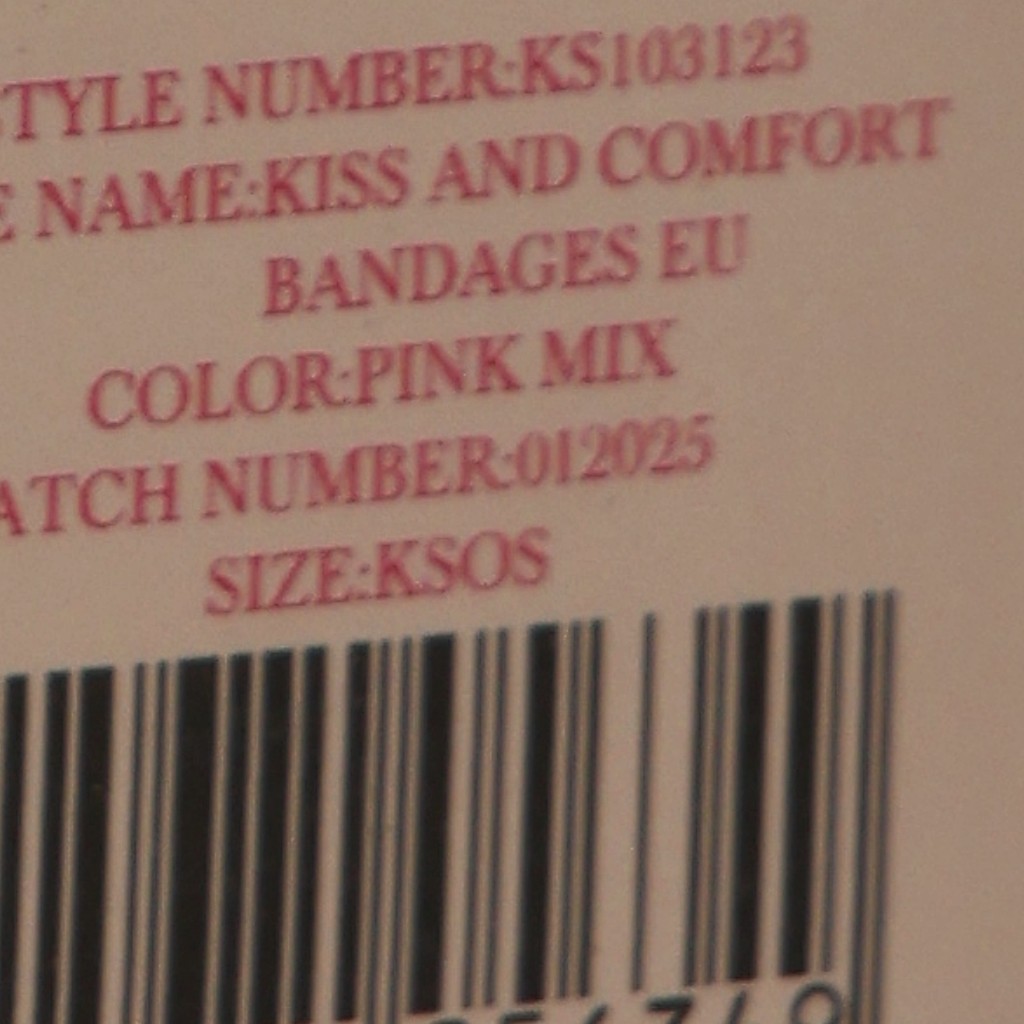 STYLE NUMBER:KS103123
E NAME:KISS AND COMFORT
BANDAGES EU
COLOR:PINK MIX
ATCH NUMBER:012025
SIZE:KSOS